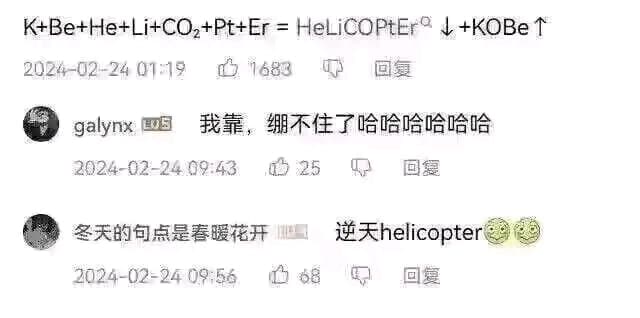 K+Be+He+Li+CO₂+Pt+Er = HeLiCOPtEr ↓+KOBe↑
2024-02-24 01:19 1683 回复
galynx LV5 我靠，绷不住了哈哈哈哈哈哈
2024-02-24 09:43 25 回复
冬天的句点是春暖花开 逆天helicopter
2024-02-24 09:56 68 回复